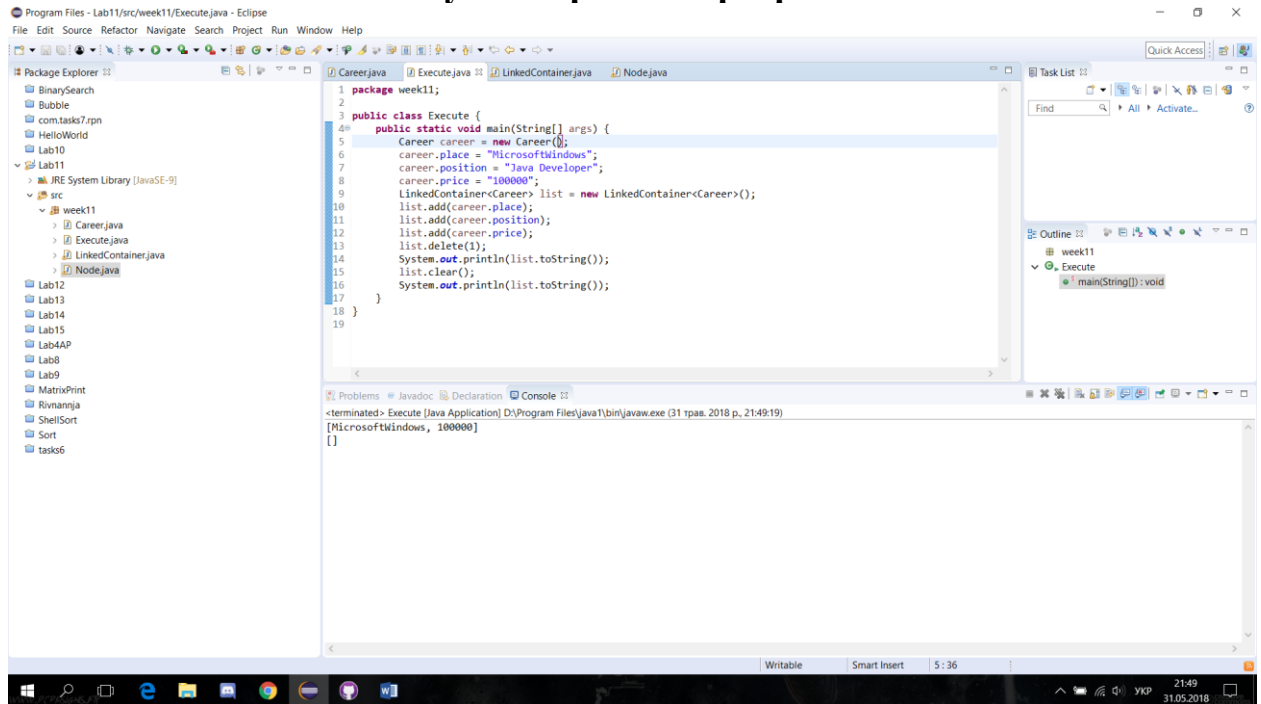 Program Files - Lab11/src/week11/Execute.java - Eclipse
File Edit Source Refactor Navigate Search Project Run Window Help
Quick Access
Package Explorer
BinarySearch
Bubble
com.tasks7.rpn
HelloWorld
Lab10
Lab11
JRE System Library [JavaSE-9]
src
week11
Career.java
Execute.java
LinkedContainer.java
Node.java
Lab12
Lab13
Lab14
Lab15
Lab4AP
Lab8
Lab9
MatrixPrint
Rivnannja
ShellSort
Sort
tasks6
Career.java Execute.java LinkedContainer.java Node.java
1 package week11;
2
3 public class Execute {
4 public static void main(String[] args) {
5 Career career = new Career();
6 career.place = "MicrosoftWindows";
7 career.position = "Java Developer";
8 career.price = "100000";
9 LinkedContainer<Career> list = new LinkedContainer<Career>();
10 list.add(career.place);
11 list.add(career.position);
12 list.add(career.price);
13 list.delete(1);
14 System.out.println(list.toString());
15 list.clear();
16 System.out.println(list.toString());
17 }
18 }
19
Task List
Find All Activate...
Outline
week11
Execute
main(String[]) : void
Problems Javadoc Declaration Console
<terminated> Execute [Java Application] D:\Program Files\java1\bin\javaw.exe (31 трав. 2018 р., 21:49:19)
[MicrosoftWindows, 100000]
[]
Writable Smart Insert 5 : 36
УКР
21:49
31.05.2018